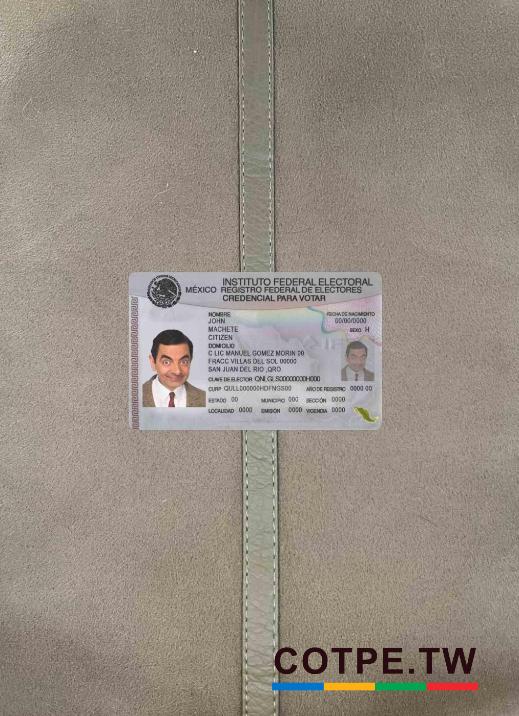 INSTITUTO FEDERAL ELECTORAL
MÉXICO REGISTRO FEDERAL DE ELECTORES
CREDENCIAL PARA VOTAR
NOMBRE
JOHN
MACHETE
CITIZEN
FECHA DE NACIMIENTO
00/00/0000
SEXO H
DOMICILIO
C LIC MANUEL GOMEZ MORIN 00
FRACC VILLAS DEL SOL 00000
SAN JUAN DEL RIO ,QRO.
CLAVE DE ELECTOR QNLGLS00000000H000
CURP QULL000000HDFNGS00 AÑO DE REGISTRO 0000 00
ESTADO 00 MUNICIPIO 000 SECCIÓN 0000
LOCALIDAD 0000 EMISIÓN 0000 VIGENCIA 0000
COTPE.TW